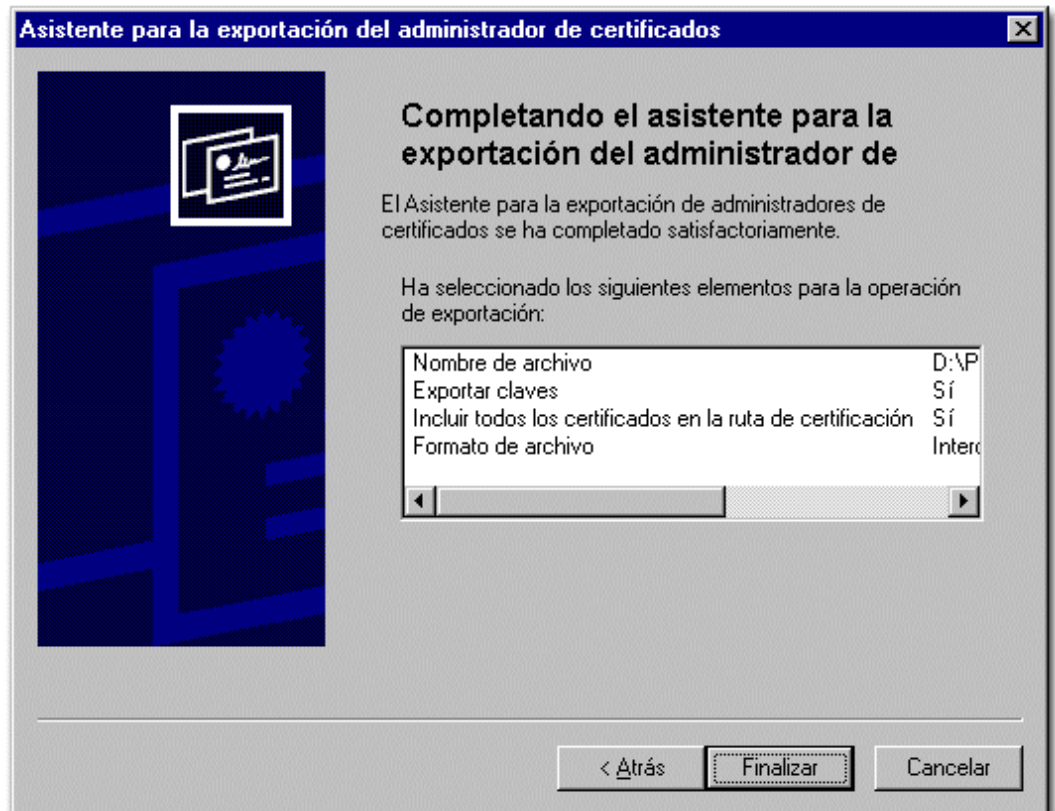 Asistente para la exportación del administrador de certificados
Completando el asistente para la
exportación del administrador de
El Asistente para la exportación de administradores de
certificados se ha completado satisfactoriamente.
Ha seleccionado los siguientes elementos para la operación
de exportación:
Nombre de archivo D:\P
Exportar claves Sí
Incluir todos los certificados en la ruta de certificación Sí
Formato de archivo Interc
< Atrás Finalizar Cancelar